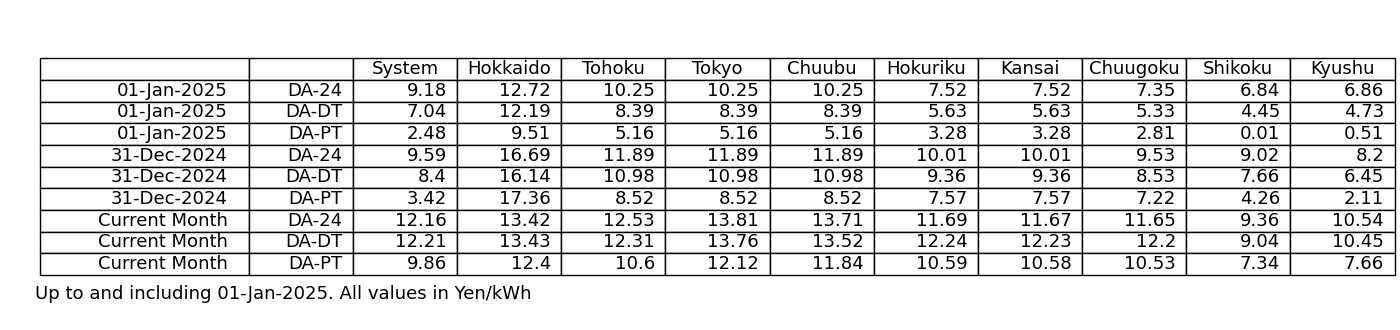 System Hokkaido Tohoku Tokyo Chuubu Hokuriku Kansai Chuugoku Shikoku Kyushu
01-Jan-2025 DA-24 9.18 12.72 10.25 10.25 10.25 7.52 7.52 7.35 6.84 6.86
01-Jan-2025 DA-DT 7.04 12.19 8.39 8.39 8.39 5.63 5.63 5.33 4.45 4.73
01-Jan-2025 DA-PT 2.48 9.51 5.16 5.16 5.16 3.28 3.28 2.81 0.01 0.51
31-Dec-2024 DA-24 9.59 16.69 11.89 11.89 11.89 10.01 10.01 9.53 9.02 8.2
31-Dec-2024 DA-DT 8.4 16.14 10.98 10.98 10.98 9.36 9.36 8.53 7.66 6.45
31-Dec-2024 DA-PT 3.42 17.36 8.52 8.52 8.52 7.57 7.57 7.22 4.26 2.11
Current Month DA-24 12.16 13.42 12.53 13.81 13.71 11.69 11.67 11.65 9.36 10.54
Current Month DA-DT 12.21 13.43 12.31 13.76 13.52 12.24 12.23 12.2 9.04 10.45
Current Month DA-PT 9.86 12.4 10.6 12.12 11.84 10.59 10.58 10.53 7.34 7.66
Up to and including 01-Jan-2025. All values in Yen/kWh